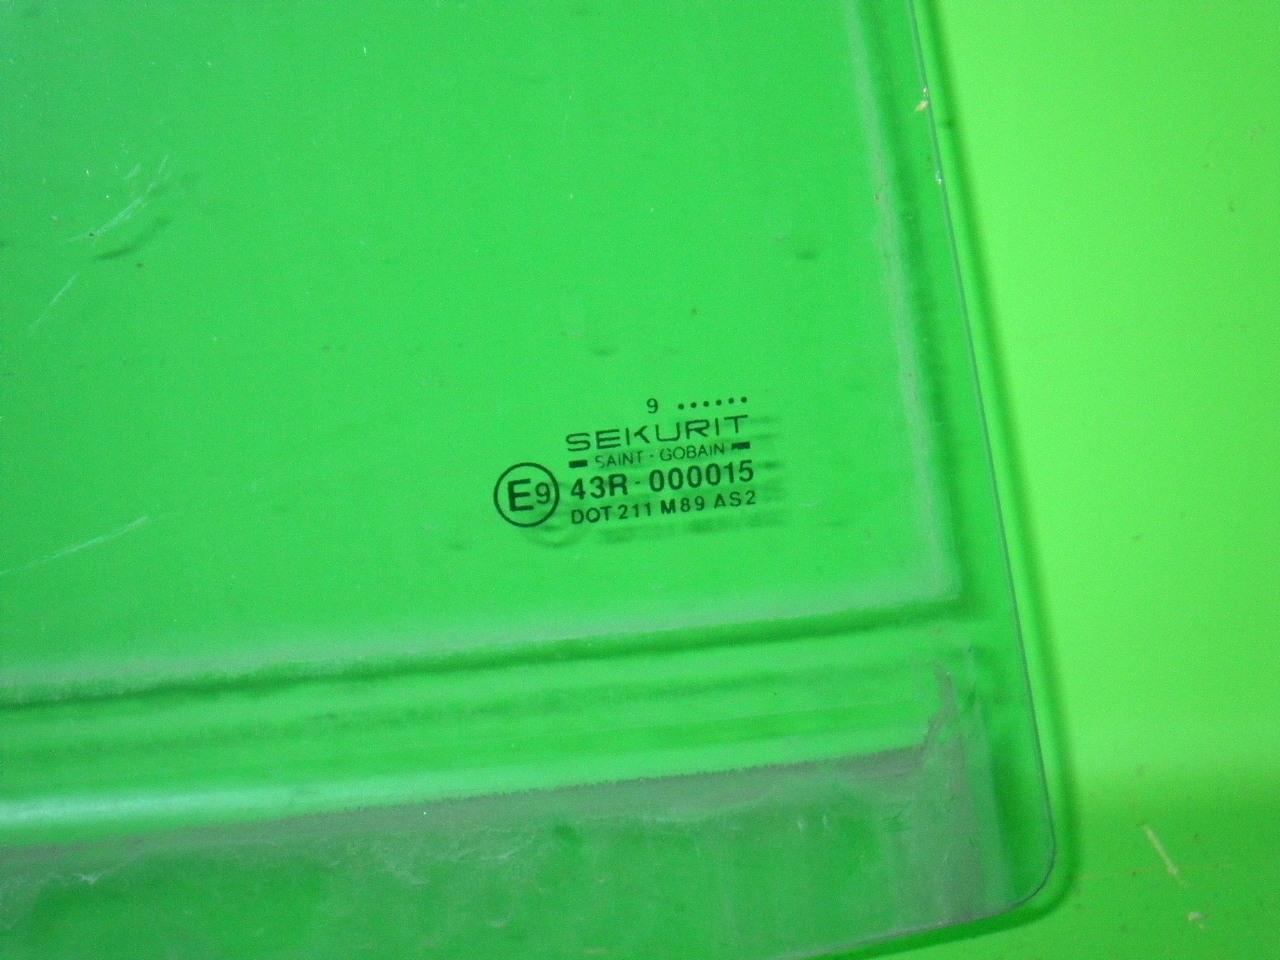 9 ••••••
SEKURIT
SAINT - GOBAIN
E9 43R - 000015
DOT 211 M89 AS2